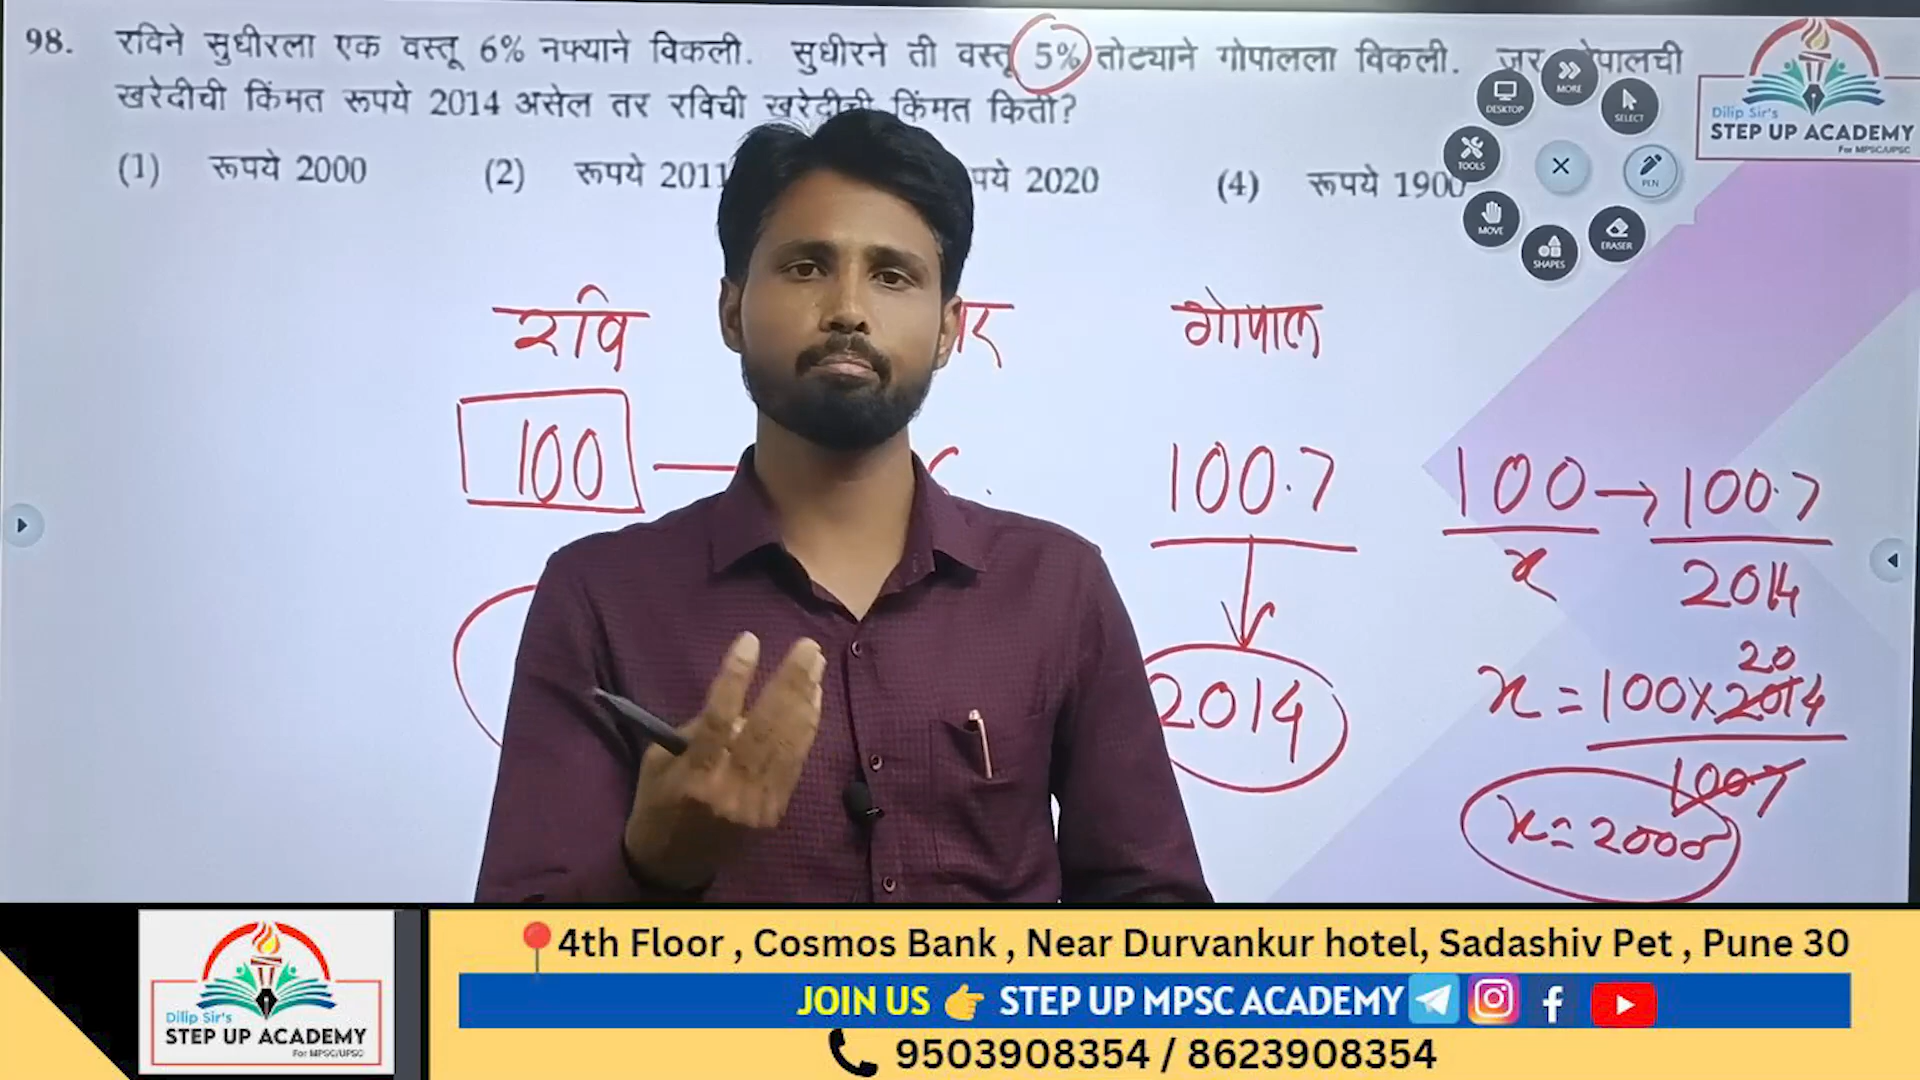 98. रविने सुधीरला एक वस्तू 6% नफ्याने विकली. सुधीरने ती वस्तू 5% तोट्याने गोपालला विकली. जर गोपालची
खरेदीची किंमत रूपये 2014 असेल तर रविची खरेदीची किंमत किती?
(1) रूपये 2000 (2) रूपये 2011 पये 2020 (4) रूपये 1900
DESKTOP
MORE
SELECT
TOOLS
PEN
MOVE
SHAPES
ERASER
Dilip Sir's
STEP UP ACADEMY
For MPSC/UPSC
रवि गोपाल
100 100.7 100 → 100.7
x 2014
2014
20
x = 100 x 2014
1007
x = 2000
Dilip Sir's
STEP UP ACADEMY
For MPSC/UPSC
4th Floor , Cosmos Bank , Near Durvankur hotel, Sadashiv Pet , Pune 30
JOIN US 👉 STEP UP MPSC ACADEMY
9503908354 / 8623908354